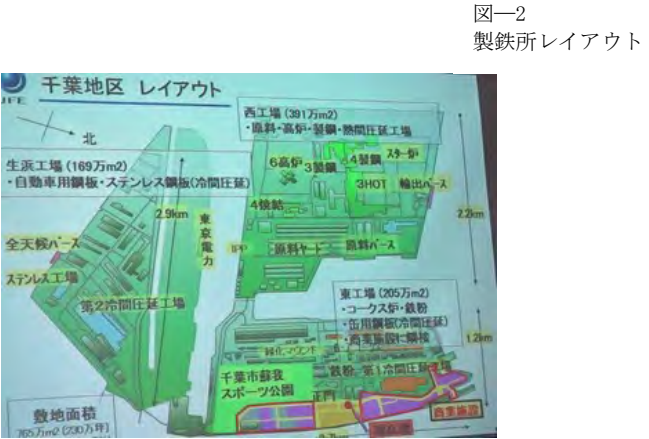 図―2
製鉄所レイアウト
JFE
千葉地区 レイアウト
北
西工場 (391万m2)
・原料・高炉・製鋼・熱間圧延工場
生浜工場 (169万m2)
・自動車用鋼板・ステンレス鋼板(冷間圧延)
6高炉
3製鋼
4製鋼
スター炉
3HOT
輸出バース
4焼結
2.9km
東京電力
2.2km
全天候バース
IPP
原料ヤード
原料バース
ステンレス工場
第2冷間圧延工場
東工場 (205万m2)
・コークス炉・鉄粉
・缶用鋼板(冷間圧延)
・商業施設に隣接
1.2km
緑化マウンド
千葉市蘇我
スポーツ公園
鉄粉
第1冷間圧延工場
正門
商業施設
敷地面積
765万m2 (230万坪)